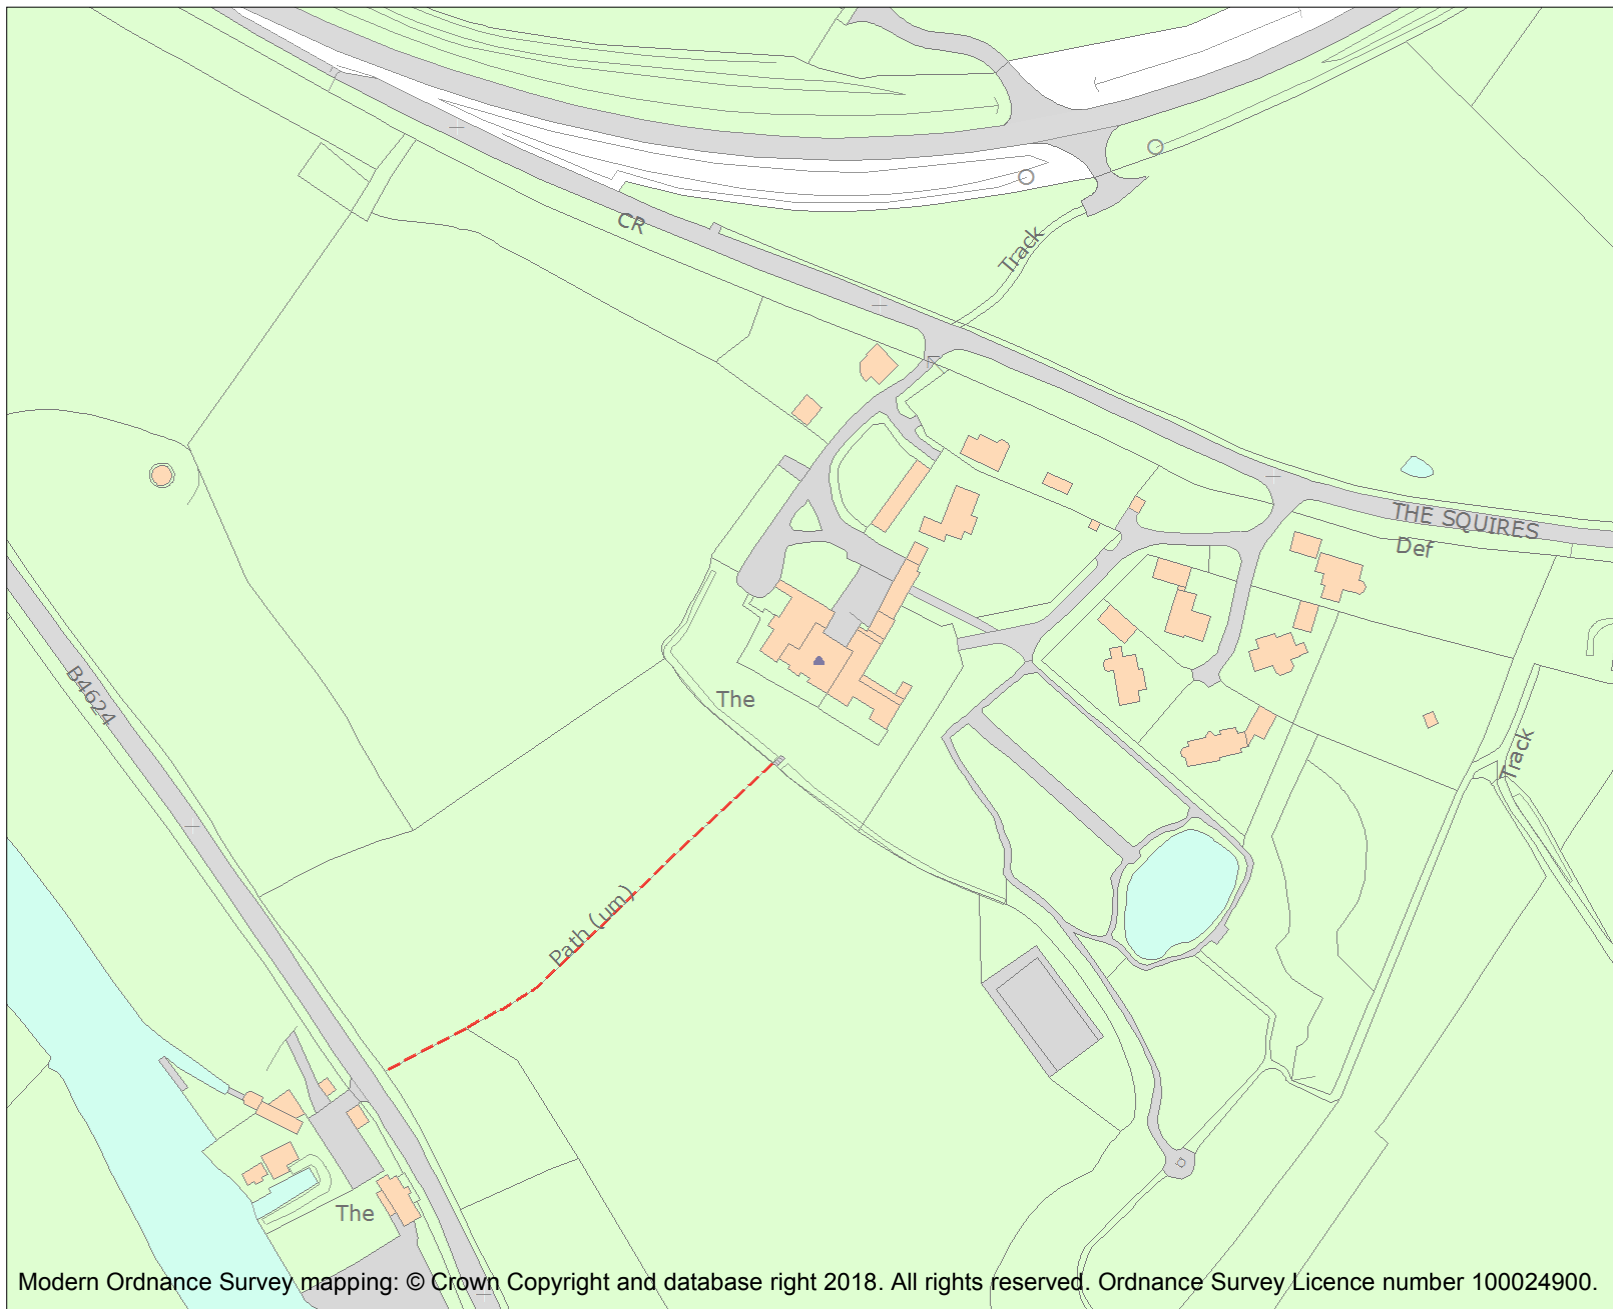 CR
Track
THE SQUIRES
Def
B4624
The
Track
Path (um)
The
Modern Ordnance Survey mapping: © Crown Copyright and database right 2018. All rights reserved. Ordnance Survey Licence number 100024900.